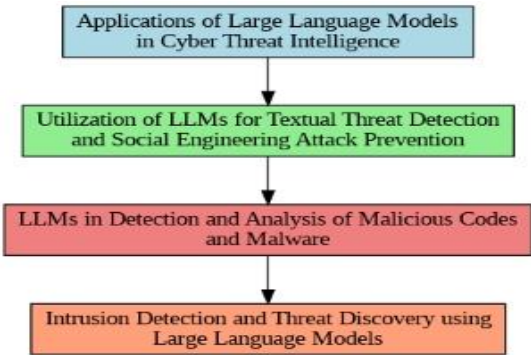 Applications of Large Language Models
in Cyber Threat Intelligence
Utilization of LLMs for Textual Threat Detection
and Social Engineering Attack Prevention
LLMs in Detection and Analysis of Malicious Codes
and Malware
Intrusion Detection and Threat Discovery using
Large Language Models